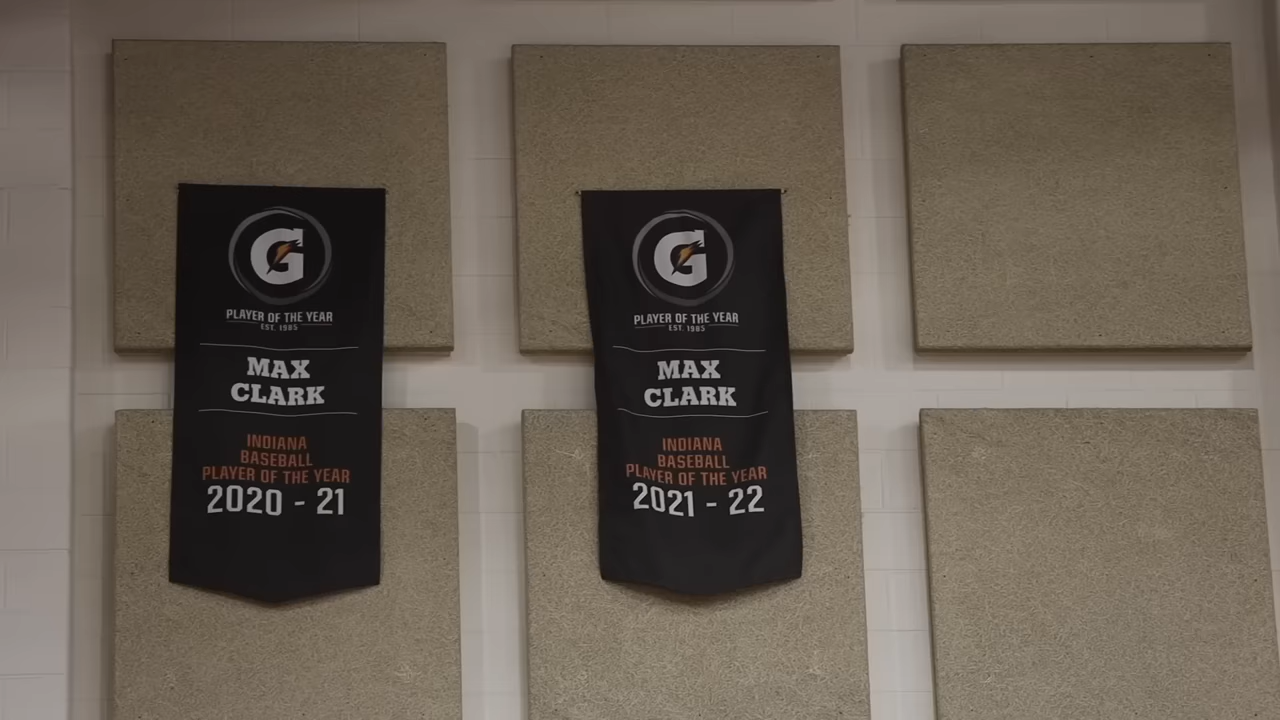 G
PLAYER OF THE YEAR
EST. 1985
MAX
CLARK
INDIANA
BASEBALL
PLAYER OF THE YEAR
2020 - 21
G
PLAYER OF THE YEAR
EST. 1985
MAX
CLARK
INDIANA
BASEBALL
PLAYER OF THE YEAR
2021 - 22